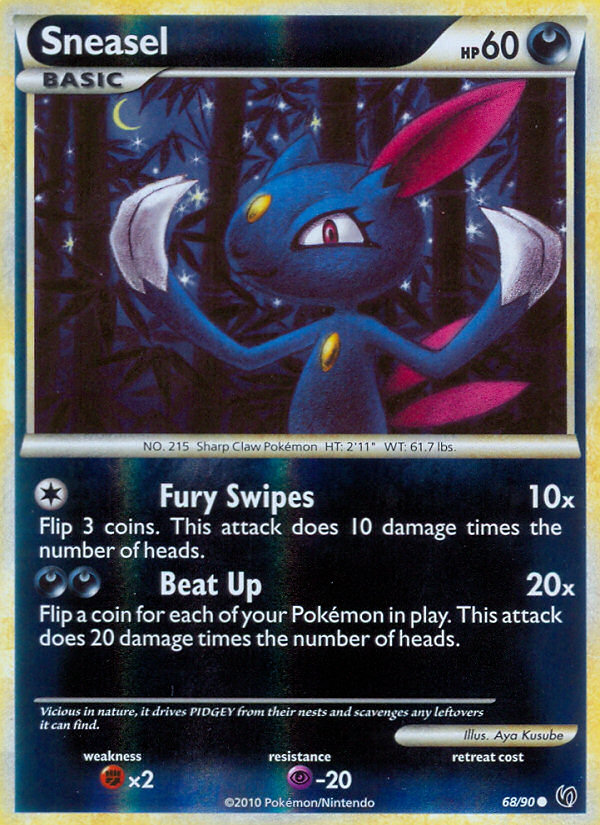 Sneasel
HP60
BASIC
NO. 215 Sharp Claw Pokémon HT: 2'11" WT: 61.7 lbs.
Fury Swipes 10x
Flip 3 coins. This attack does 10 damage times the
number of heads.
Beat Up 20x
Flip a coin for each of your Pokémon in play. This attack
does 20 damage times the number of heads.
Vicious in nature, it drives PIDGEY from their nests and scavenges any leftovers
it can find.
Illus. Aya Kusube
weakness resistance retreat cost
×2 -20
©2010 Pokémon/Nintendo 68/90